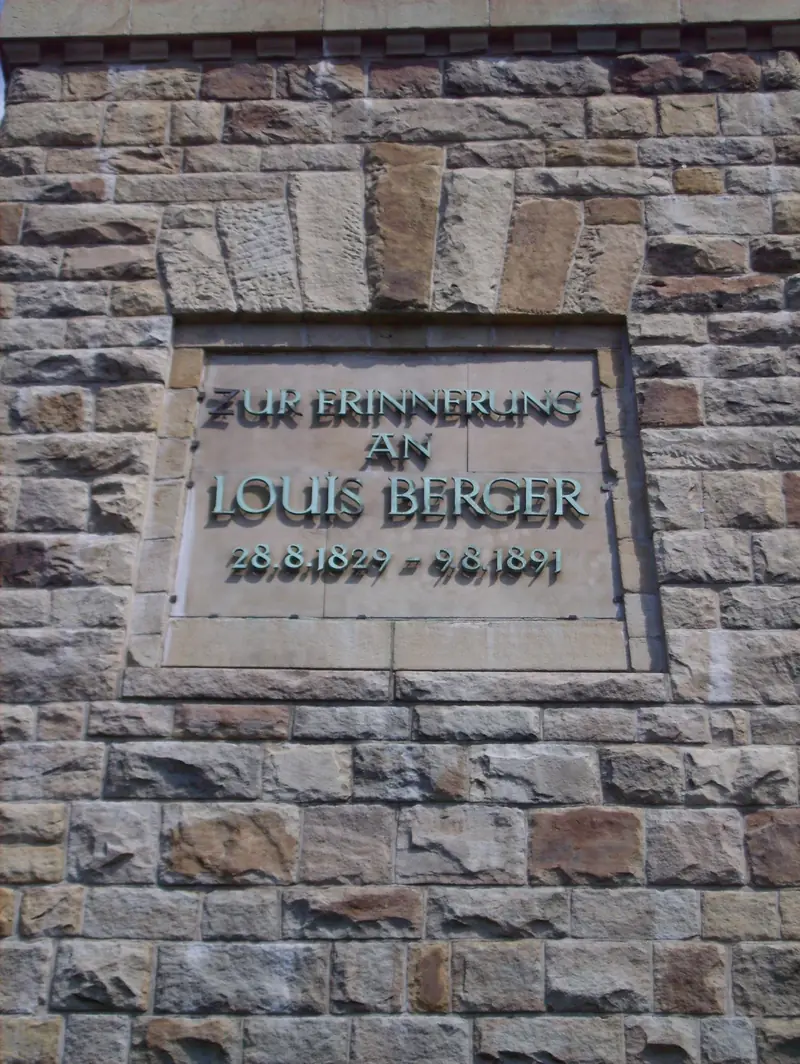 ZUR ERINNERUNG
AN
LOUIS BERGER
28.8.1829 - 9.8.1891